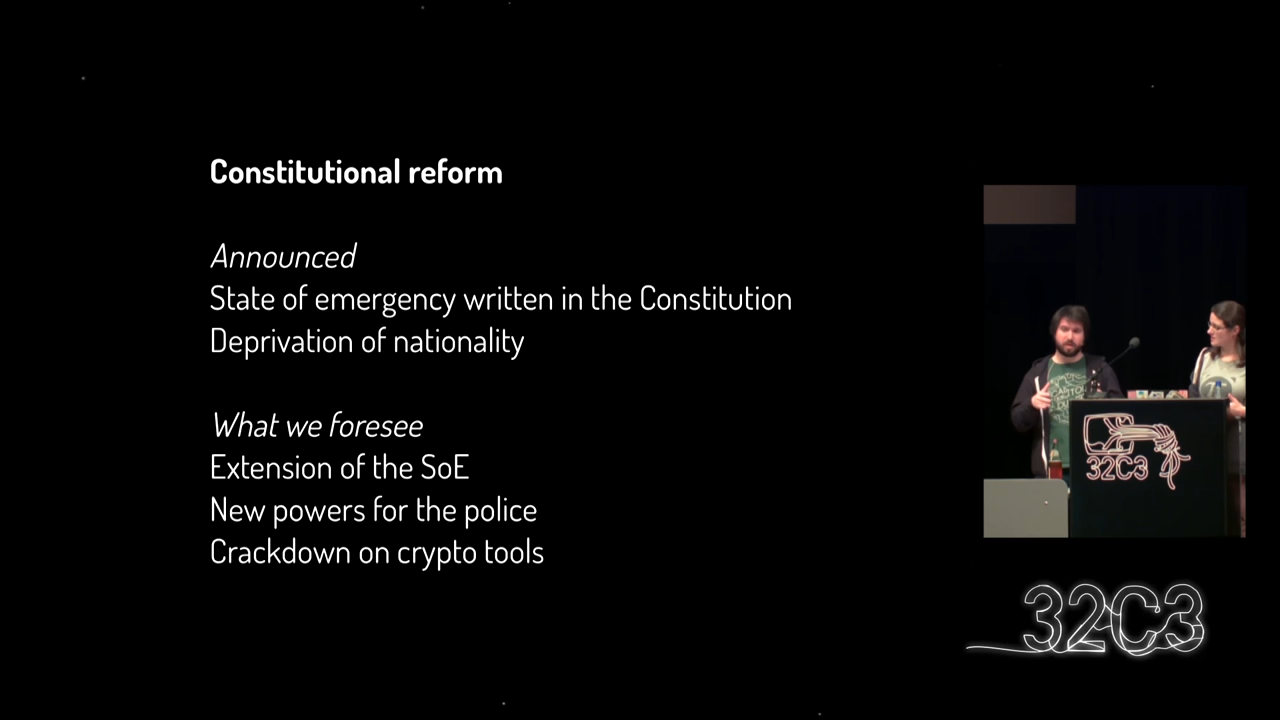 Constitutional reform
Announced
State of emergency written in the Constitution
Deprivation of nationality
What we foresee
Extension of the SoE
New powers for the police
Crackdown on crypto tools
32C3
32C3